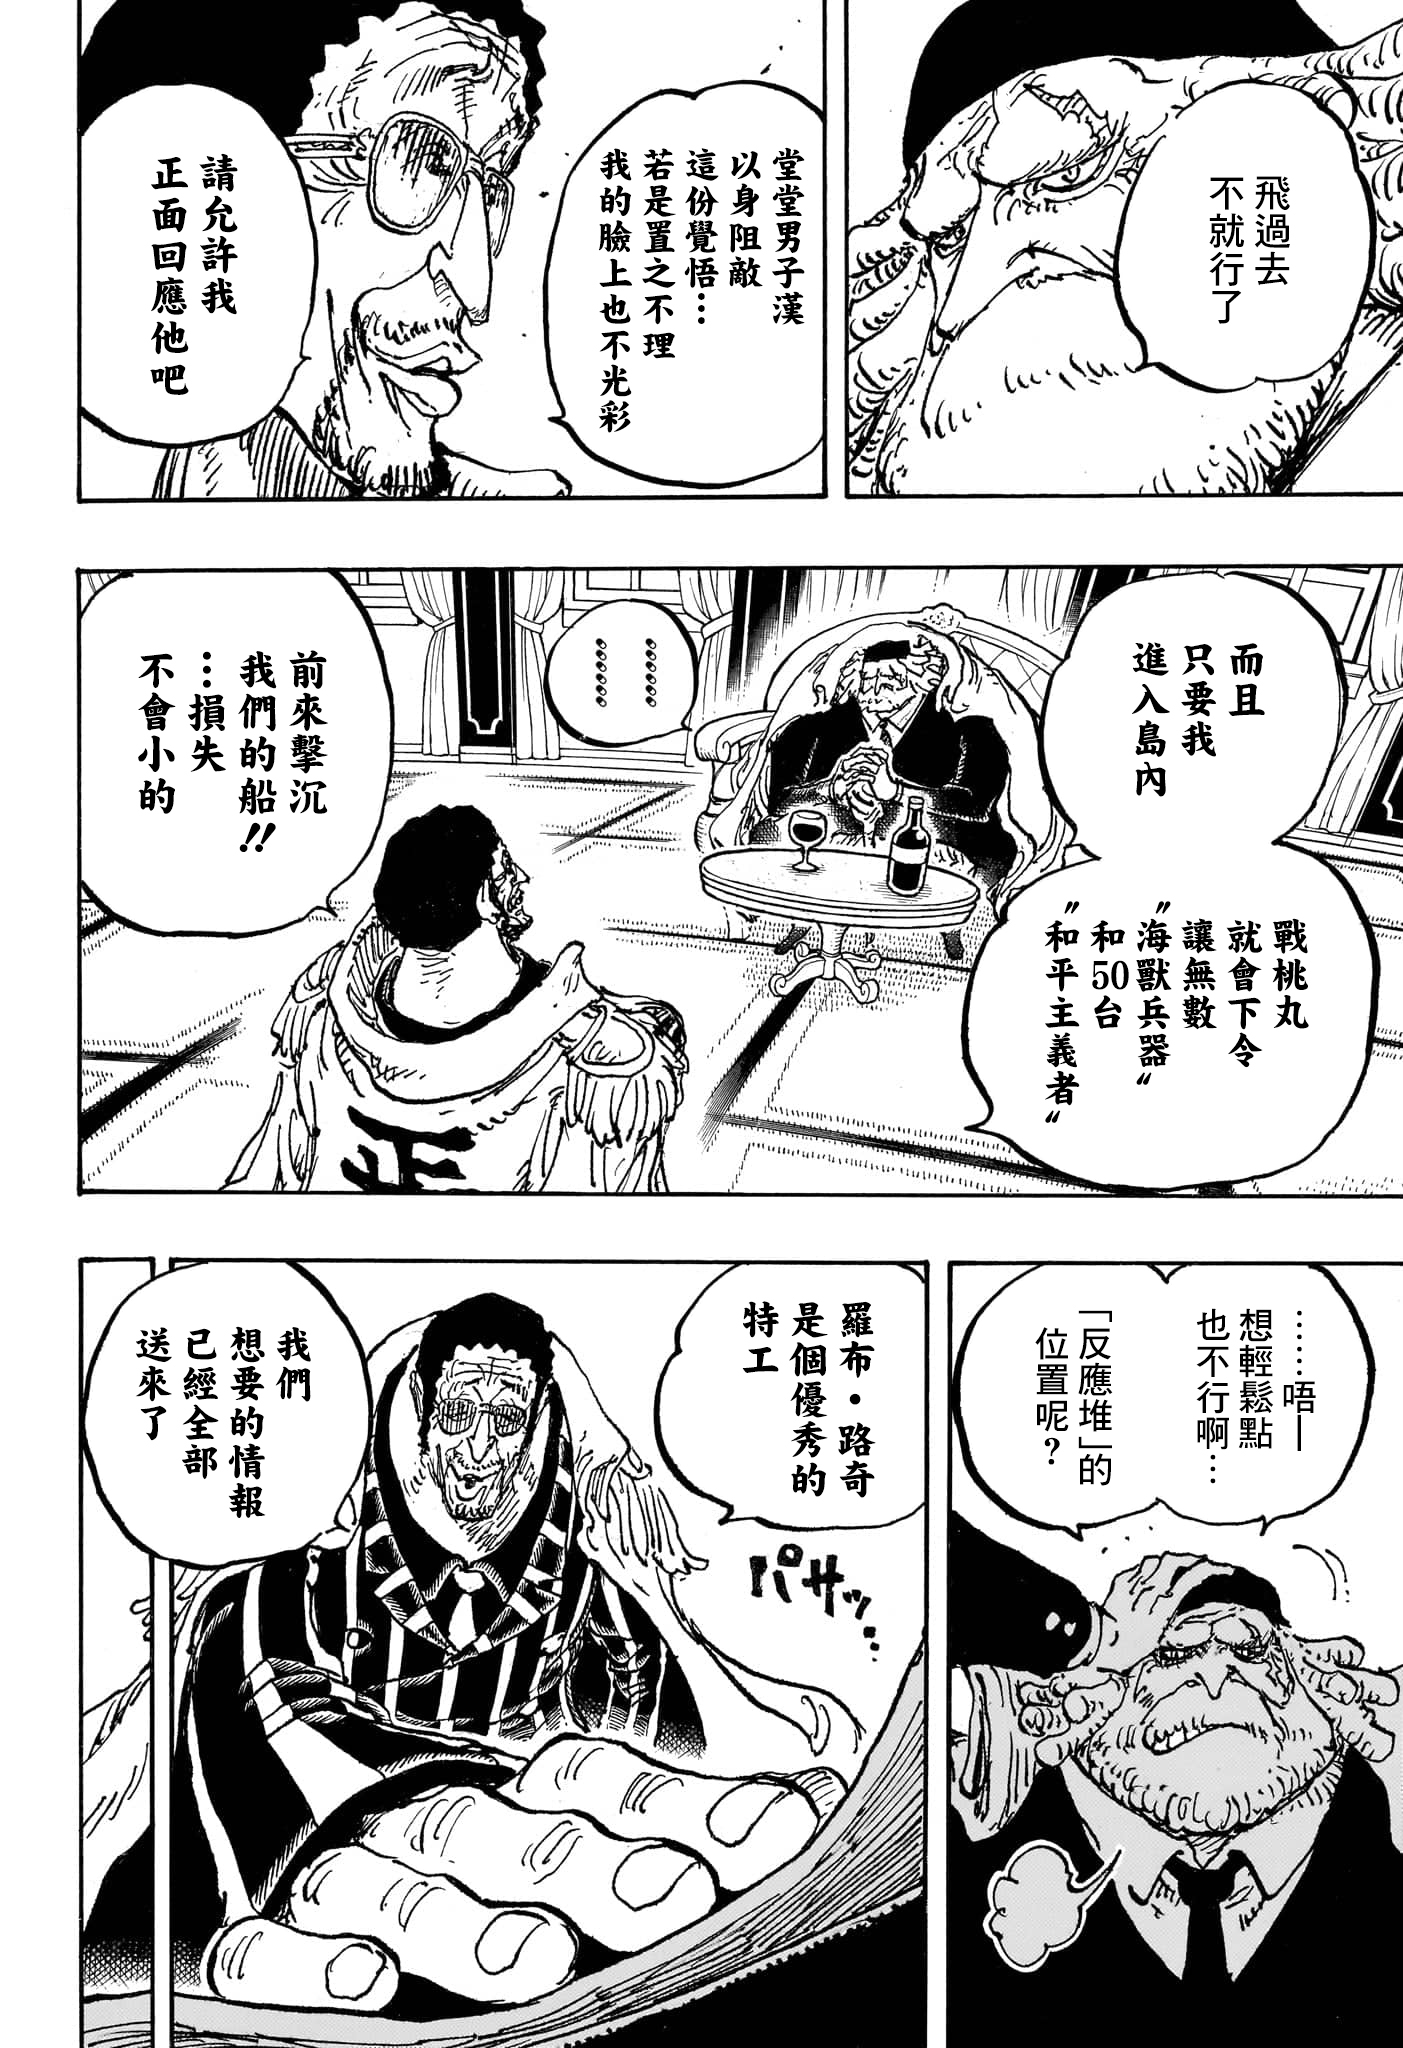 飛過去
不就行了
堂堂男子漢
以身阻敵
這份覺悟…
若是置之不理
我的臉上也不光彩
請允許我
正面回應他吧
而且
只要我
進入島內
戰桃丸
就會下令
讓無數
〝海獸兵器〞
和50台
〝和平主義者〞
………………
前來擊沉
我們的船!!
…損失
不會小的
正
……唔—
想輕鬆點
也不行啊…
「反應堆」的
位置呢?
羅布・路奇
是個優秀的
特工
パサッ…
我們
想要的情報
已經全部
送來了